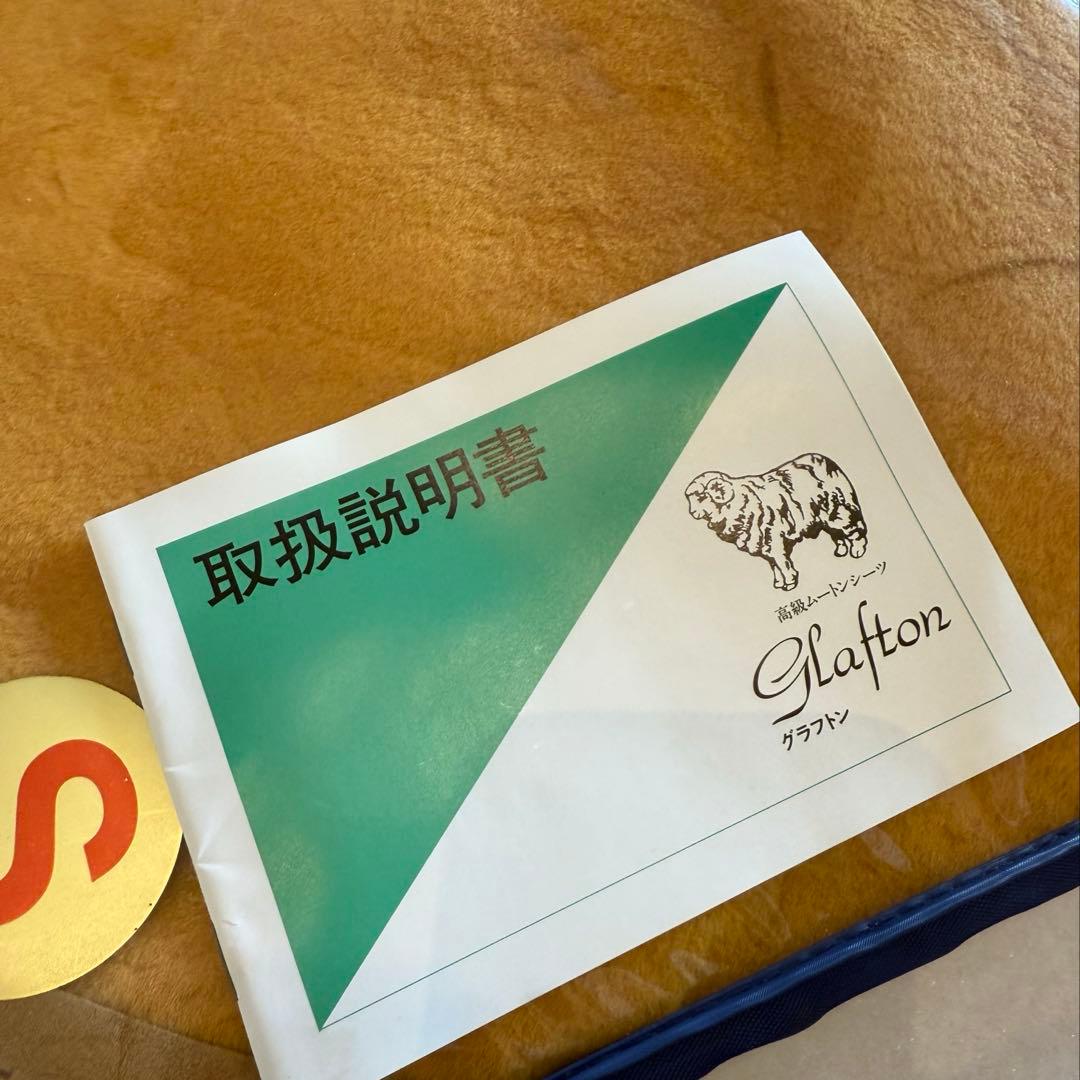 取扱説明書
高級ムートンシーツ
Glafton
グラフトン
S